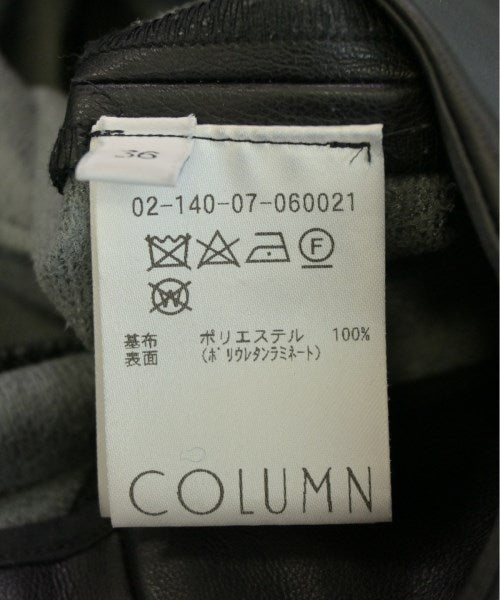 36
02-140-07-060021
F
W
基布 ポリエステル 100%
表面 (ポリウレタンラミネート)
COLUMN